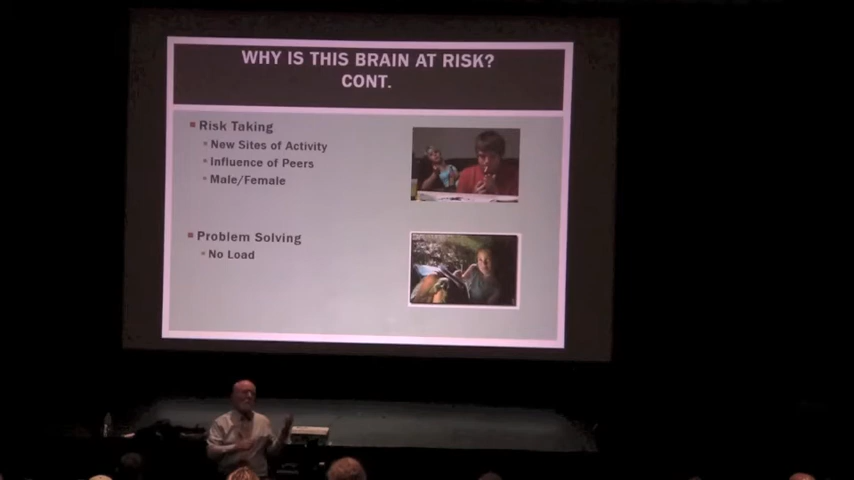 WHY IS THIS BRAIN AT RISK?
CONT.
Risk Taking
New Sites of Activity
Influence of Peers
Male/Female
Problem Solving
No Load